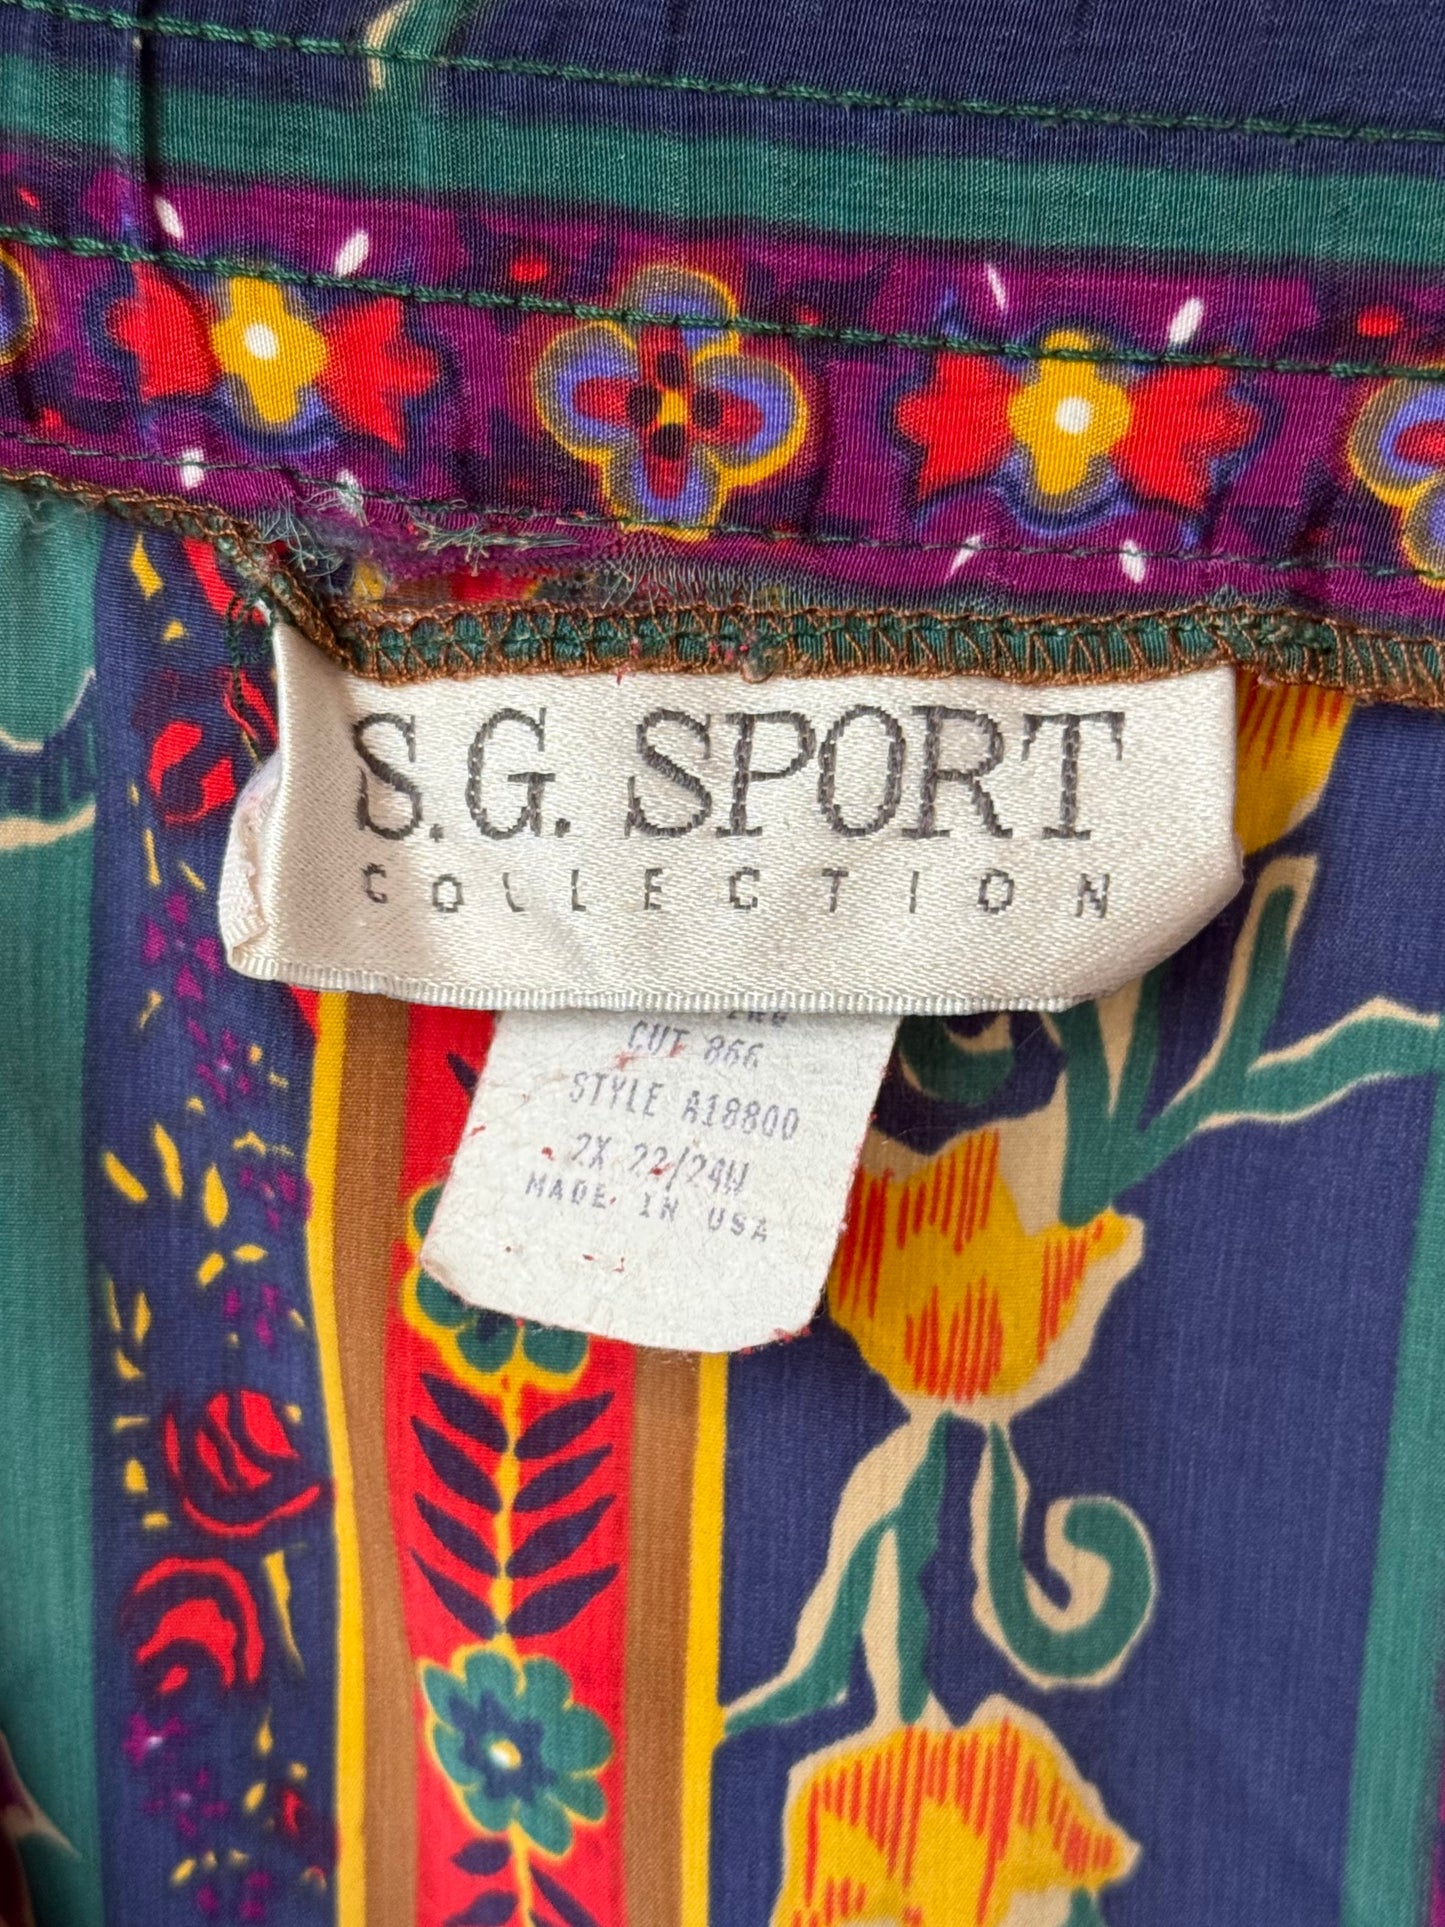 S.G. SPORT
COLLECTION
CUT 866
STYLE A18800
2X 22/24W
MADE IN USA